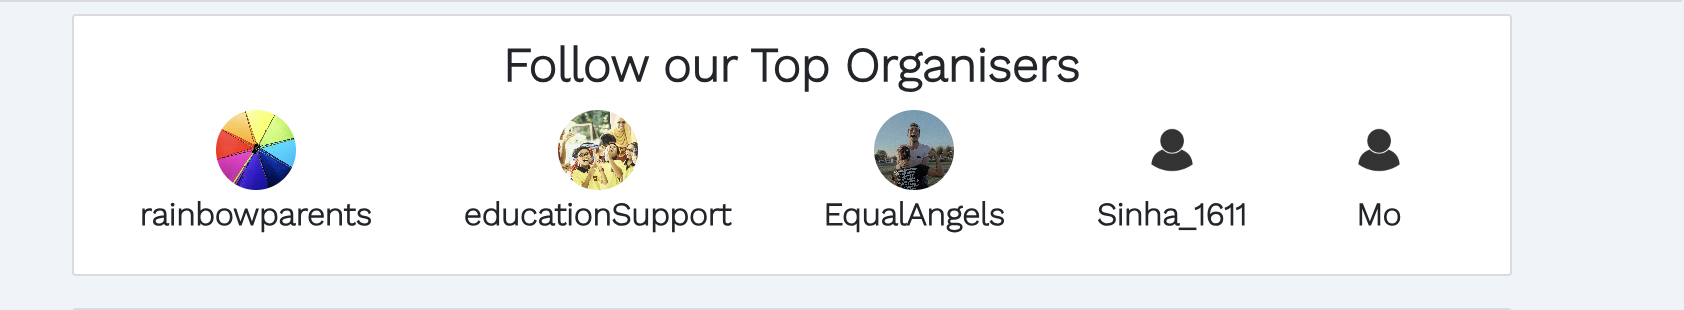 Follow our Top Organisers
rainbowparents educationSupport EqualAngels Sinha_1611 Mo